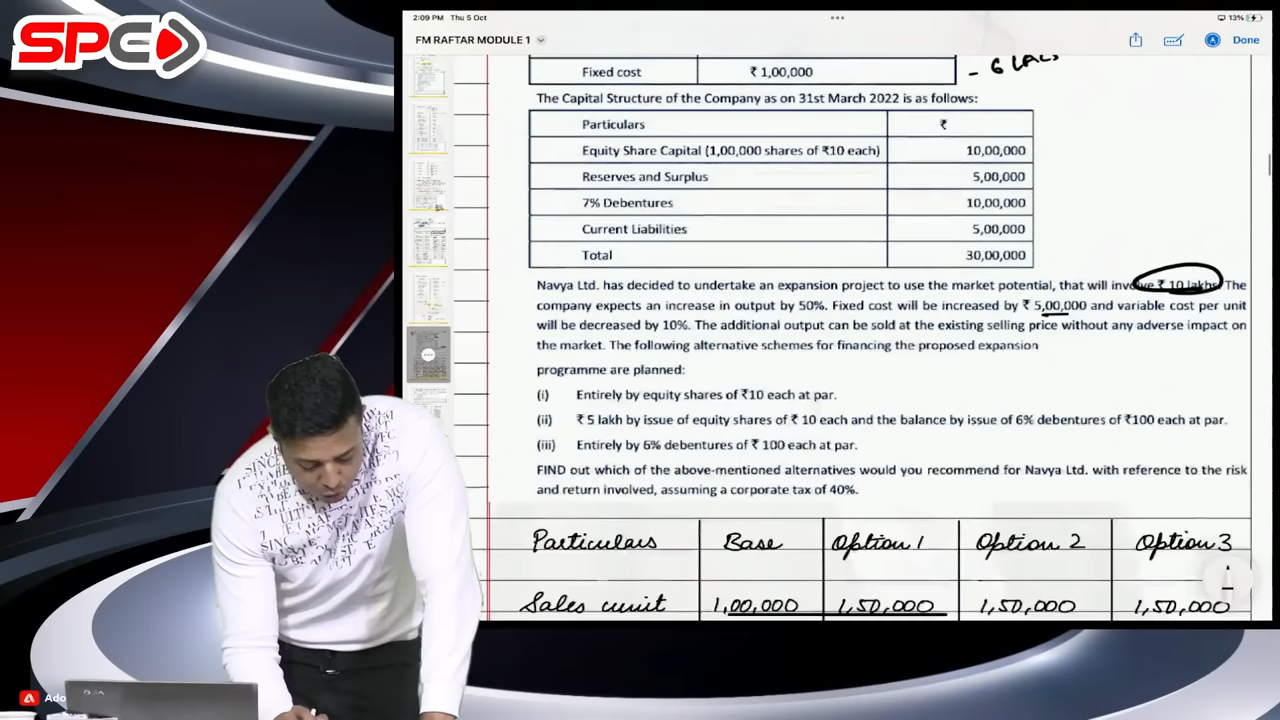 SPC
2:09 PM Thu 5 Oct
13%
FM RAFTAR MODULE 1
Done
Fixed cost ₹ 1,00,000
- 6 Lacs
The Capital Structure of the Company as on 31st March 2022 is as follows:
Particulars ₹
Equity Share Capital (1,00,000 shares of ₹10 each) 10,00,000
Reserves and Surplus 5,00,000
7% Debentures 10,00,000
Current Liabilities 5,00,000
Total 30,00,000
Navya Ltd. has decided to undertake an expansion project to use the market potential, that will involve ₹ 10 lakhs. The
company expects an increase in output by 50%. Fixed cost will be increased by ₹ 5,00,000 and variable cost per unit
will be decreased by 10%. The additional output can be sold at the existing selling price without any adverse impact on
the market. The following alternative schemes for financing the proposed expansion
programme are planned:
(i) Entirely by equity shares of ₹10 each at par.
(ii) ₹ 5 lakh by issue of equity shares of ₹ 10 each and the balance by issue of 6% debentures of ₹100 each at par.
(iii) Entirely by 6% debentures of ₹ 100 each at par.
FIND out which of the above-mentioned alternatives would you recommend for Navya Ltd. with reference to the risk
and return involved, assuming a corporate tax of 40%.
Particulars Base Option 1 Option 2 Option 3
Sales unit 1,00,000 1,50,000 1,50,000 1,50,000
Ado